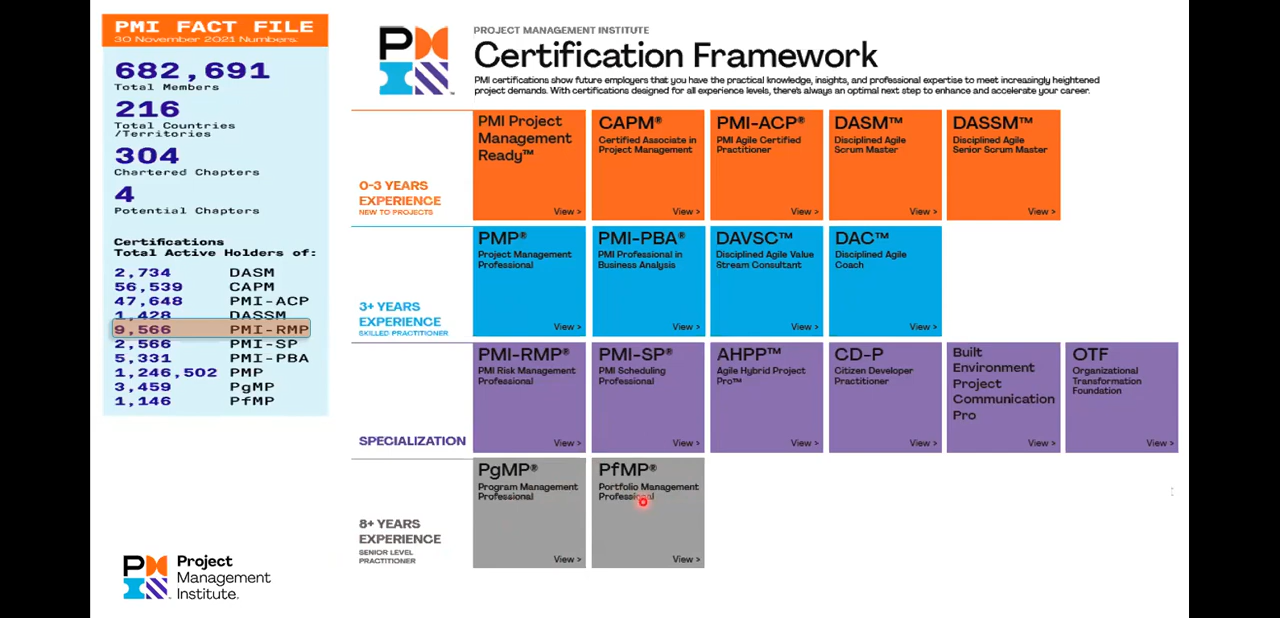 PMI FACT FILE
30 November 2021 Numbers:
682,691
Total Members
216
Total Countries
/Territories
304
Chartered Chapters
4
Potential Chapters
Certifications
Total Active Holders of:
2,734 DASM
56,539 CAPM
47,648 PMI-ACP
1,428 DASSM
9,566 PMI-RMP
2,566 PMI-SP
5,331 PMI-PBA
1,246,502 PMP
3,459 PgMP
1,146 PfMP
Project
Management
Institute.
PROJECT MANAGEMENT INSTITUTE
Certification Framework
PMI certifications show future employers that you have the practical knowledge, insights, and professional expertise to meet increasingly heightened
project demands. With certifications designed for all experience levels, there's always an optimal next step to enhance and accelerate your career.
0-3 YEARS
EXPERIENCE
NEW TO PROJECTS
PMI Project
Management
Ready™
View >
CAPM®
Certified Associate in
Project Management
View >
PMI-ACP®
PMI Agile Certified
Practitioner
View >
DASM™
Disciplined Agile
Scrum Master
View >
DASSM™
Disciplined Agile
Senior Scrum Master
View >
3+ YEARS
EXPERIENCE
SKILLED PRACTITIONER
PMP®
Project Management
Professional
View >
PMI-PBA®
PMI Professional in
Business Analysis
View >
DAVSC™
Disciplined Agile Value
Stream Consultant
View >
DAC™
Disciplined Agile
Coach
View >
SPECIALIZATION
PMI-RMP®
PMI Risk Management
Professional
View >
PMI-SP®
PMI Scheduling
Professional
View >
AHPP™
Agile Hybrid Project
Pro™
View >
CD-P
Citizen Developer
Practitioner
View >
Built
Environment
Project
Communication
Pro
View >
OTF
Organizational
Transformation
Foundation
View >
8+ YEARS
EXPERIENCE
SENIOR LEVEL
PRACTITIONER
PgMP®
Program Management
Professional
View >
PfMP®
Portfolio Management
Professional
View >